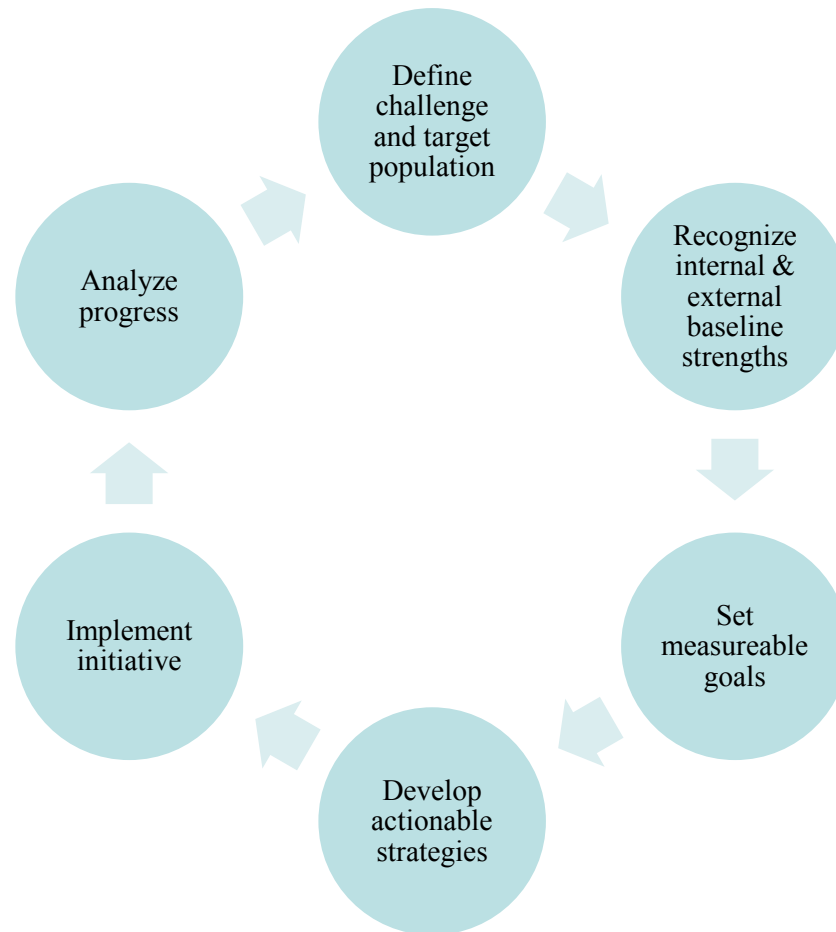 Define
challenge
and target
population
Recognize
internal &
external
baseline
strengths
Set
measureable
goals
Develop
actionable
strategies
Implement
initiative
Analyze
progress